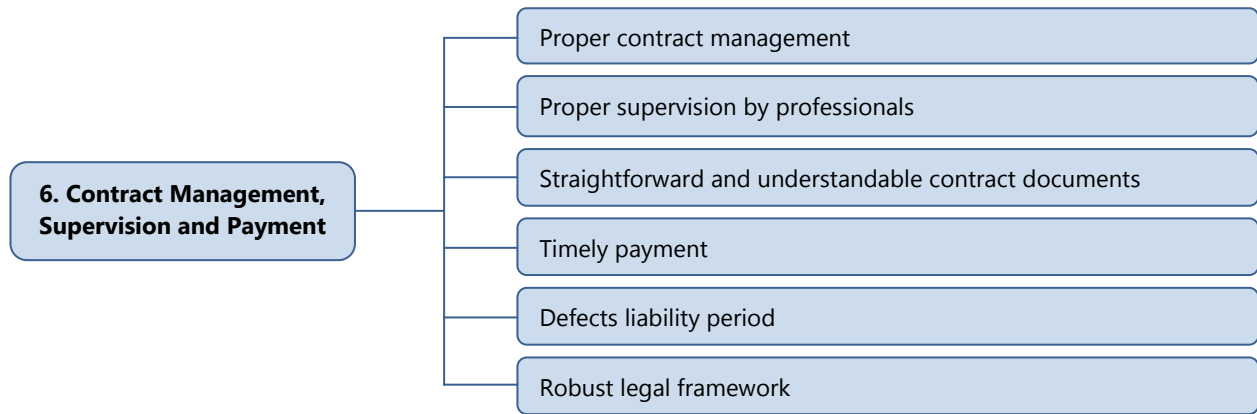 6. Contract Management,
Supervision and Payment
Proper contract management
Proper supervision by professionals
Straightforward and understandable contract documents
Timely payment
Defects liability period
Robust legal framework